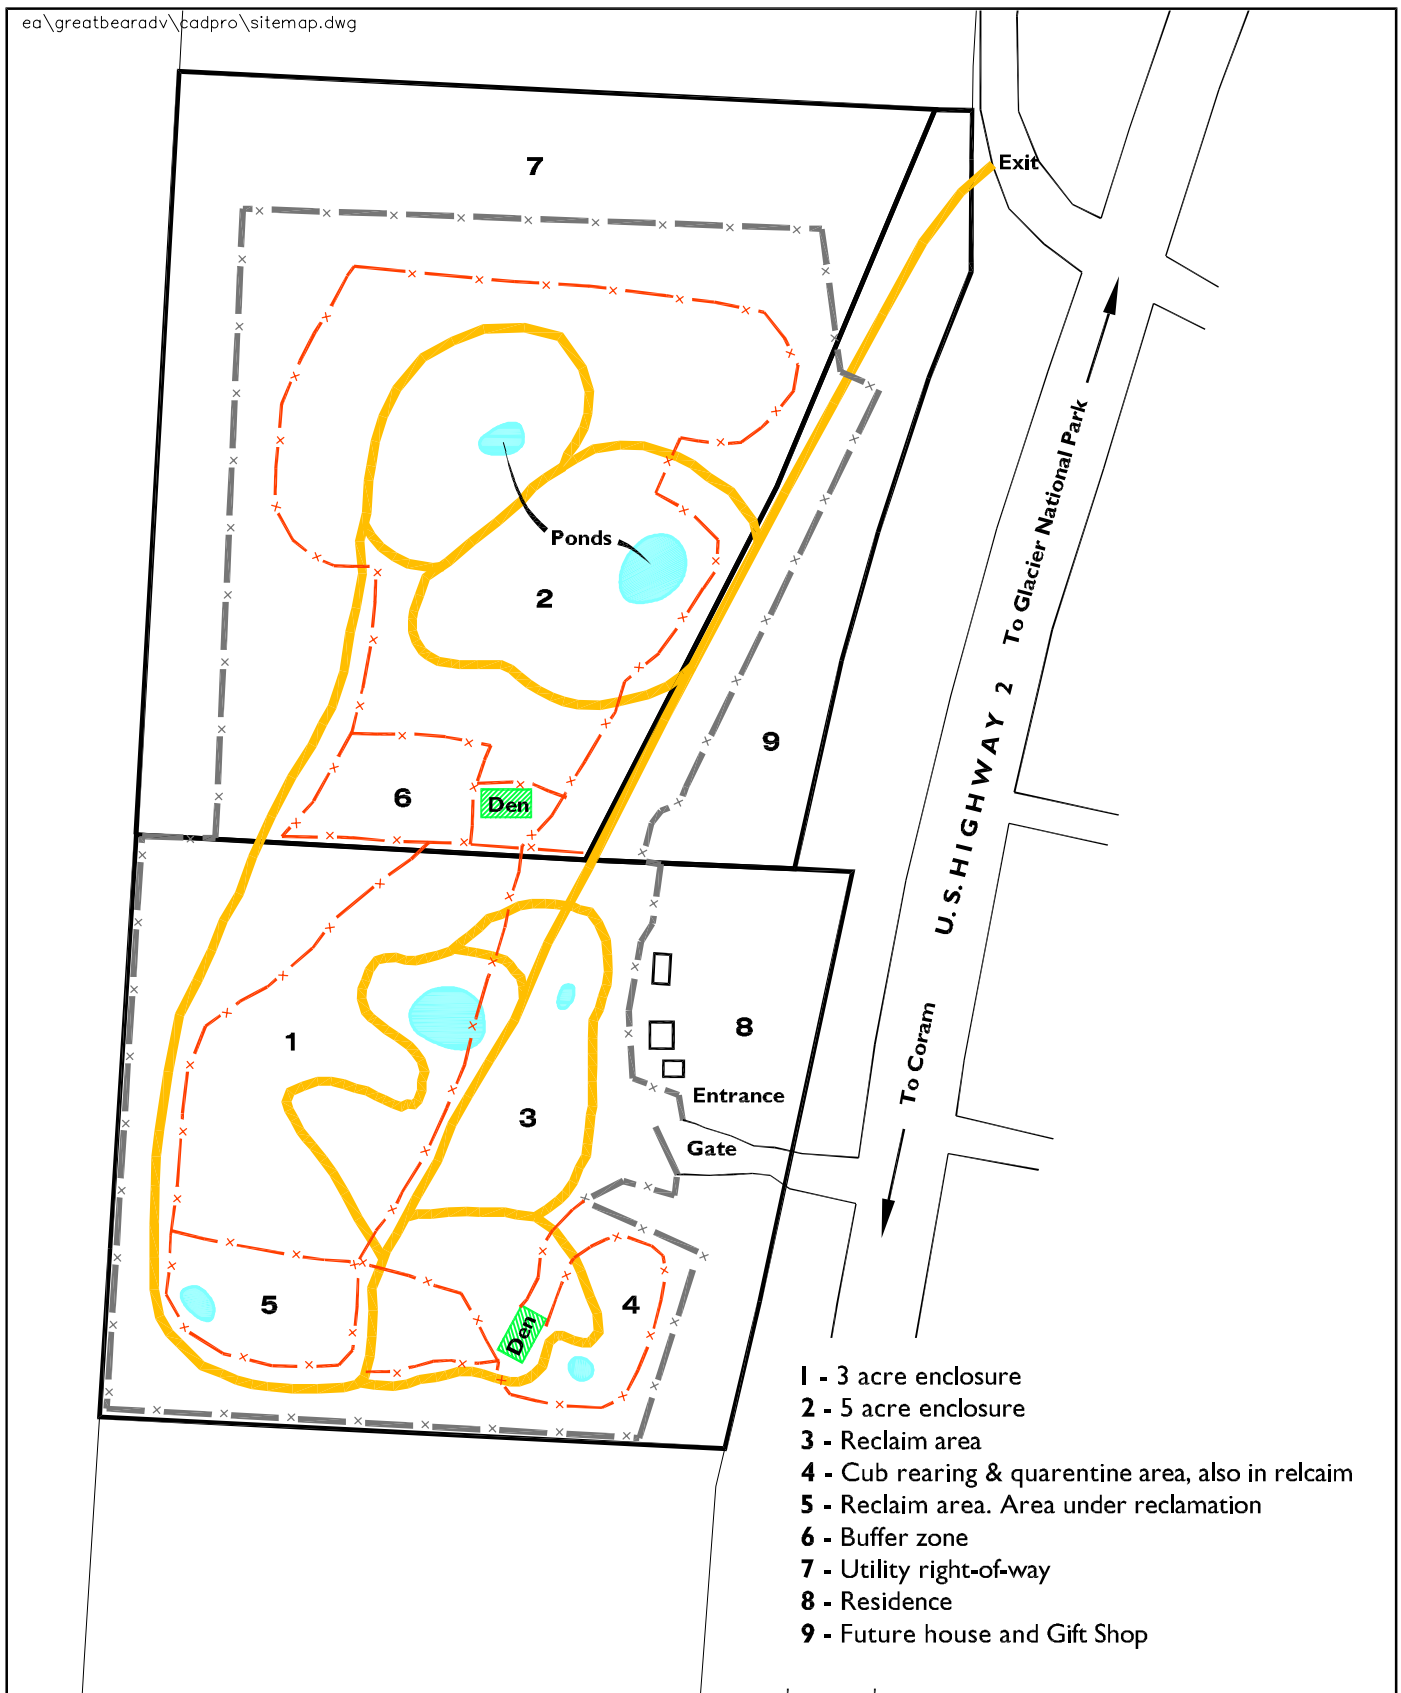 ea\greatbearadv\cadpro\sitemap.dwg
Exit
7
To Glacier National Park
Ponds
2
U.S. HIGHWAY 2
9
6
Den
To Coram
8
1
Entrance
3
Gate
5
4
Den
1 - 3 acre enclosure
2 - 5 acre enclosure
3 - Reclaim area
4 - Cub rearing & quarentine area, also in relcaim
5 - Reclaim area. Area under reclamation
6 - Buffer zone
7 - Utility right-of-way
8 - Residence
9 - Future house and Gift Shop